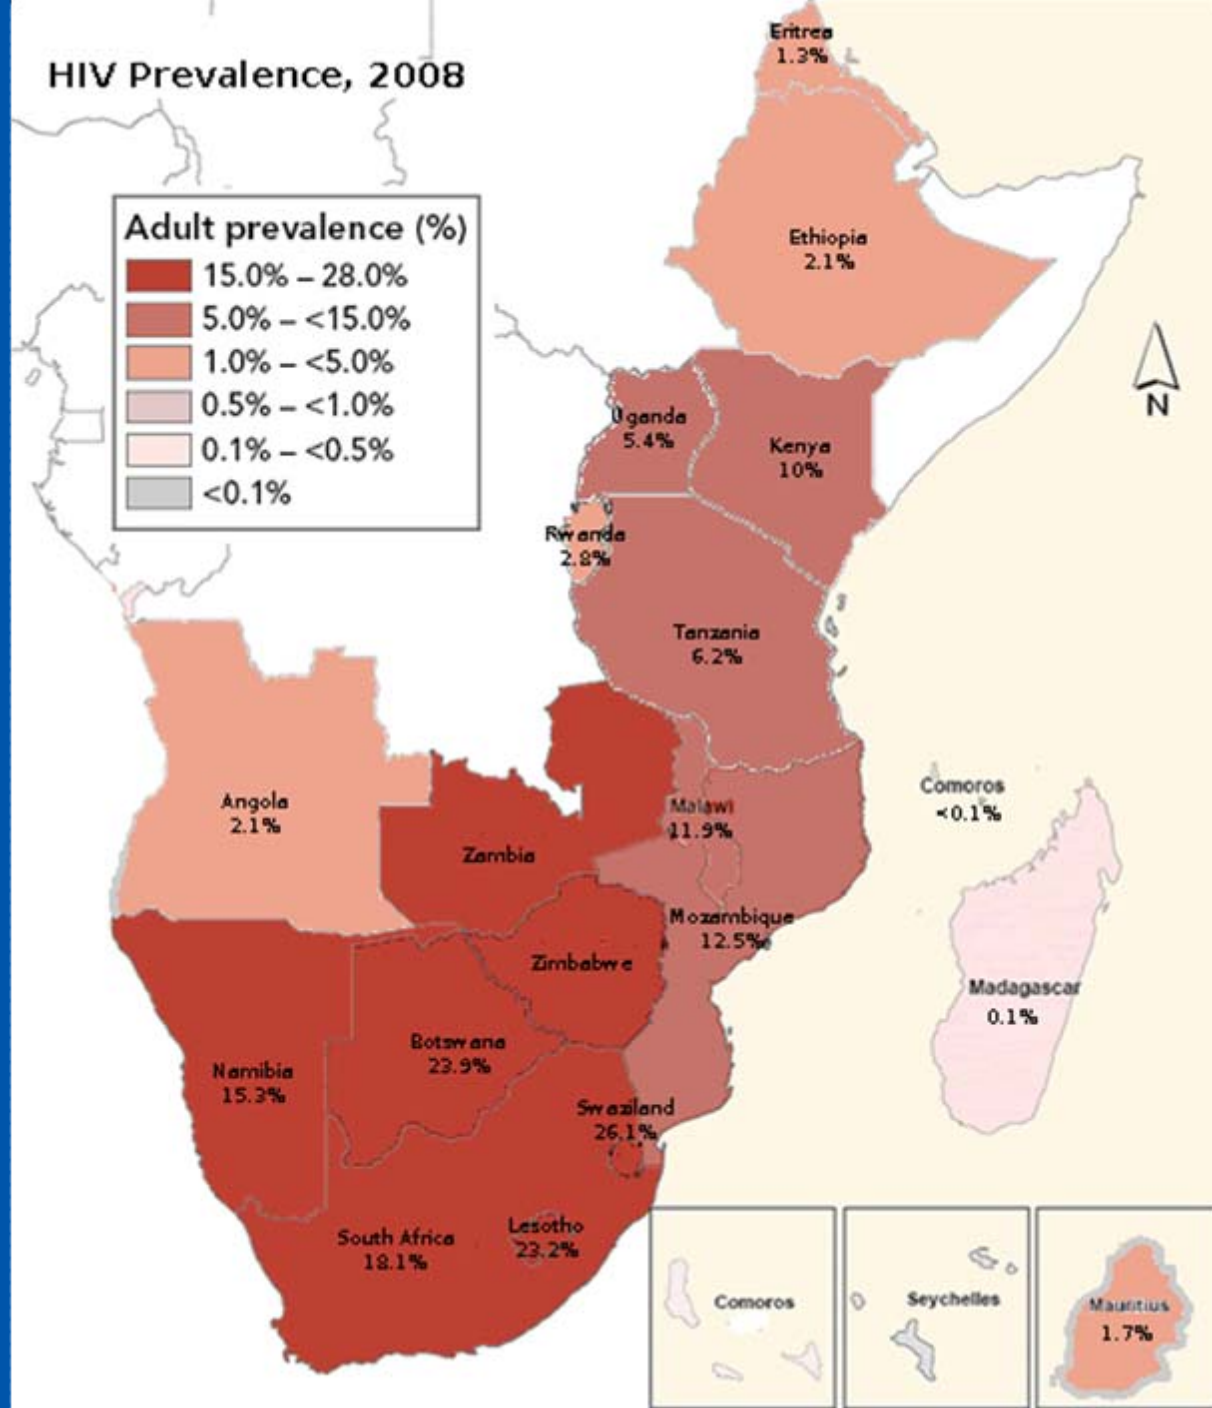 Eritrea
1.3%
HIV Prevalence, 2008
Adult prevalence (%)
15.0% – 28.0%
5.0% – <15.0%
1.0% – <5.0%
0.5% – <1.0%
0.1% – <0.5%
<0.1%
Ethiopia
2.1%
N
Uganda
5.4%
Kenya
10%
Rwanda
2.8%
Tanzania
6.2%
Angola
2.1%
Zambia
Malawi
11.9%
Comoros
<0.1%
Mozambique
12.5%
Zimbabwe
Madagascar
0.1%
Botswana
23.9%
Namibia
15.3%
Swaziland
26.1%
South Africa
18.1%
Lesotho
23.2%
Comoros
Seychelles
Mauritius
1.7%